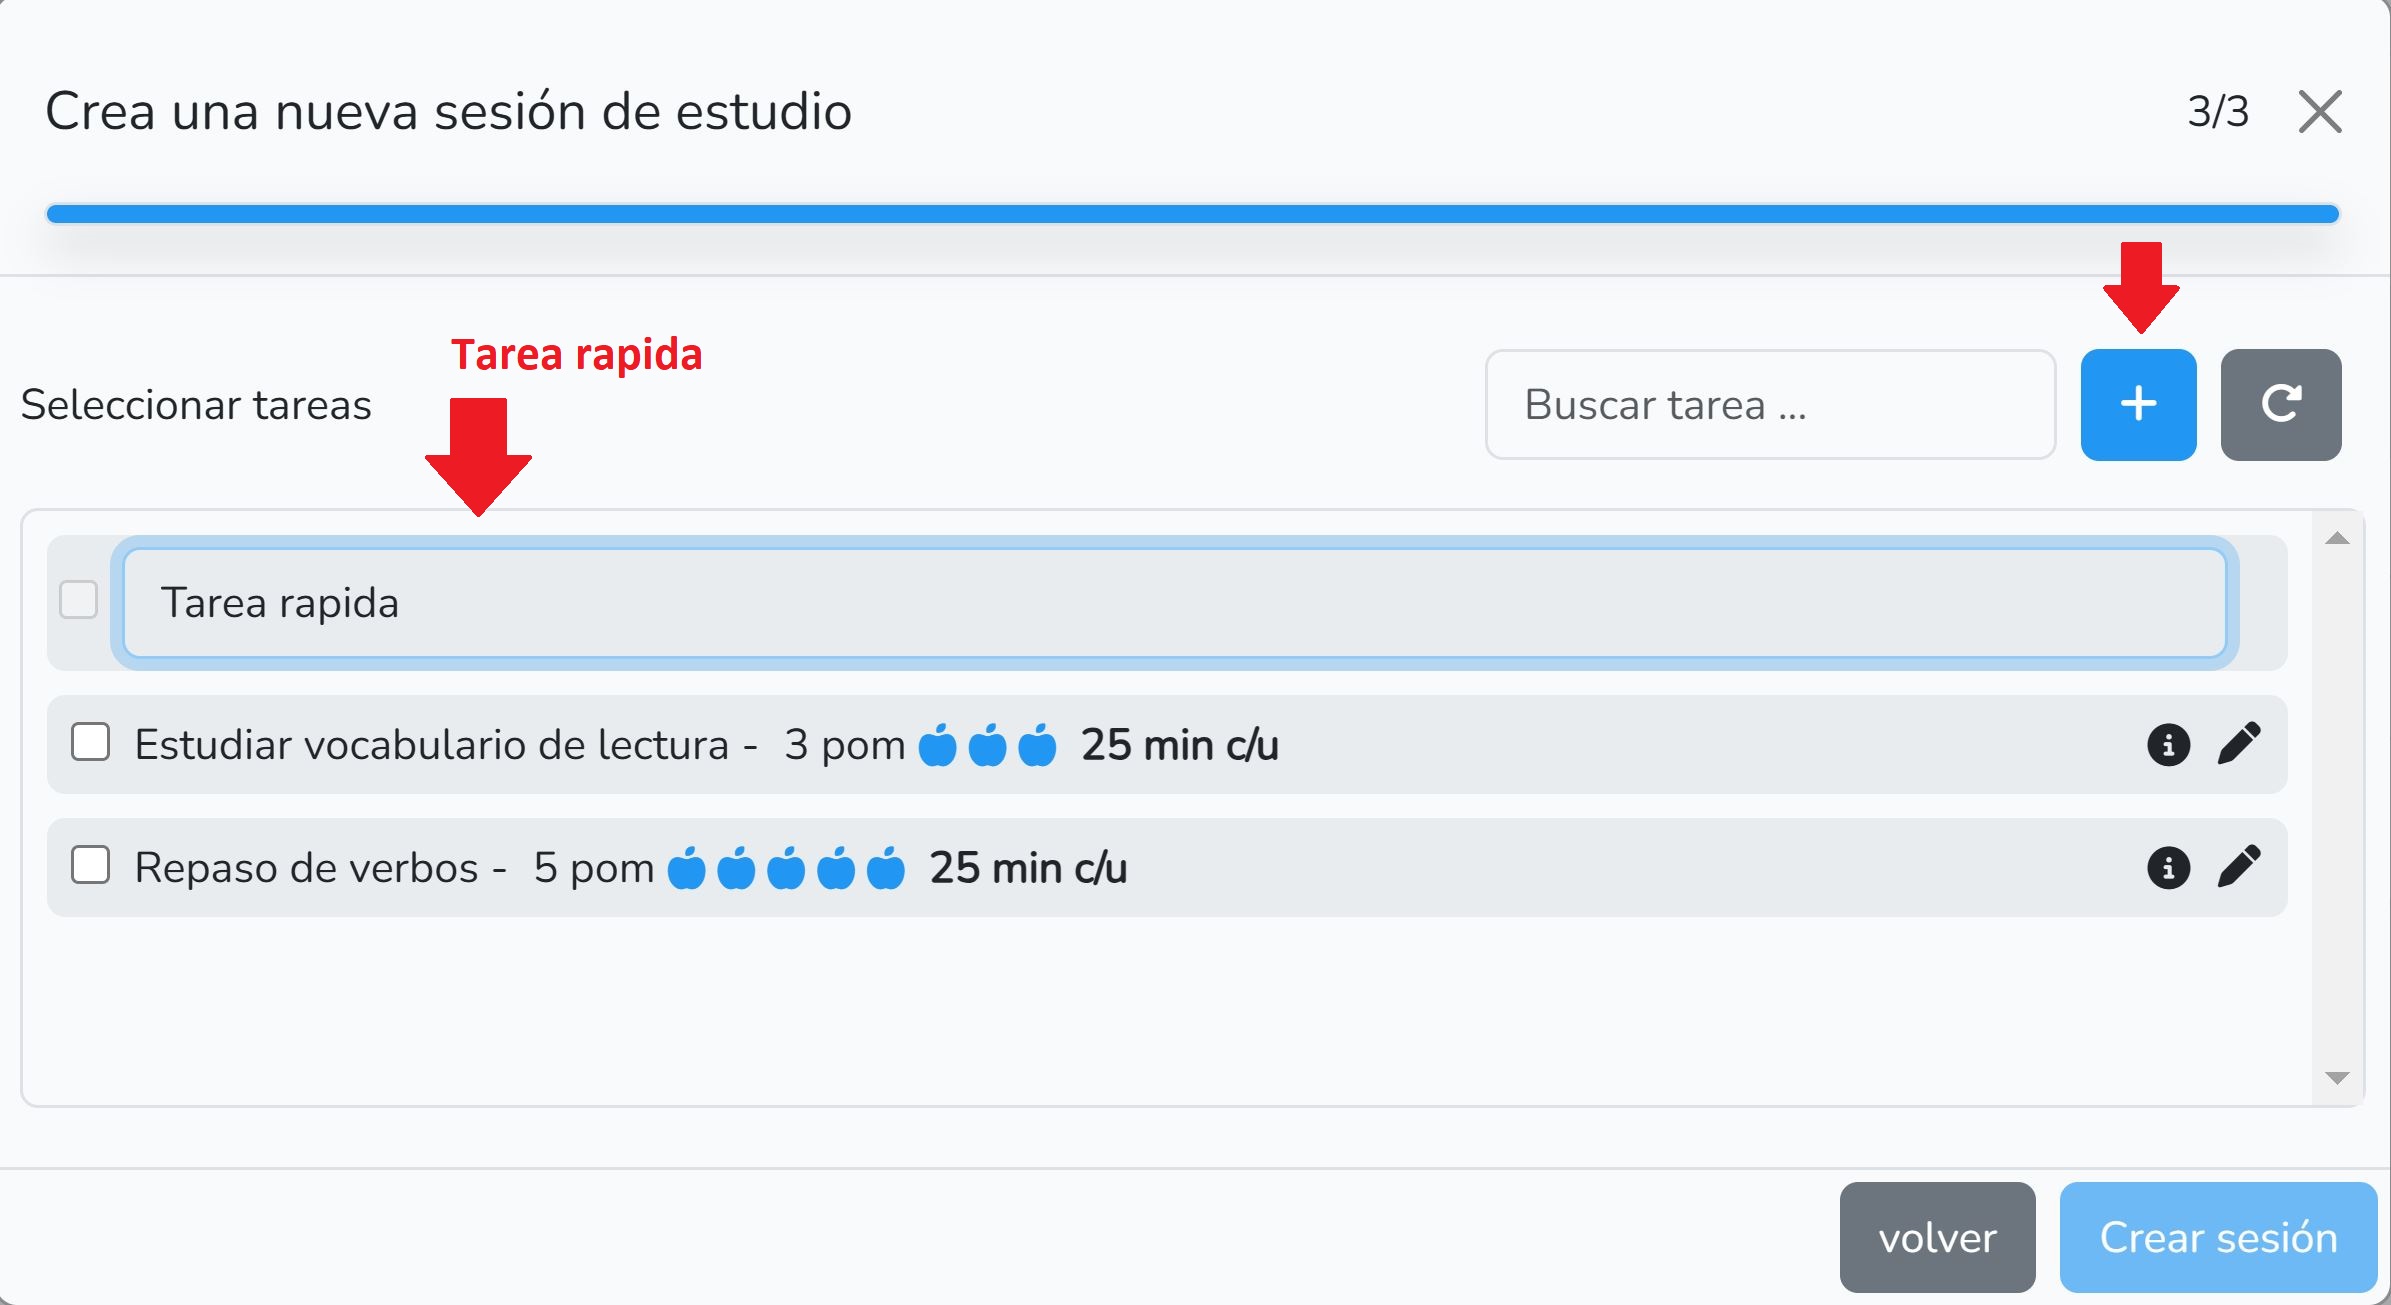 Crea una nueva sesión de estudio
3/3
Tarea rapida
Seleccionar tareas
Buscar tarea ...
Tarea rapida
Estudiar vocabulario de lectura - 3 pom 25 min c/u
Repaso de verbos - 5 pom 25 min c/u
volver
Crear sesión